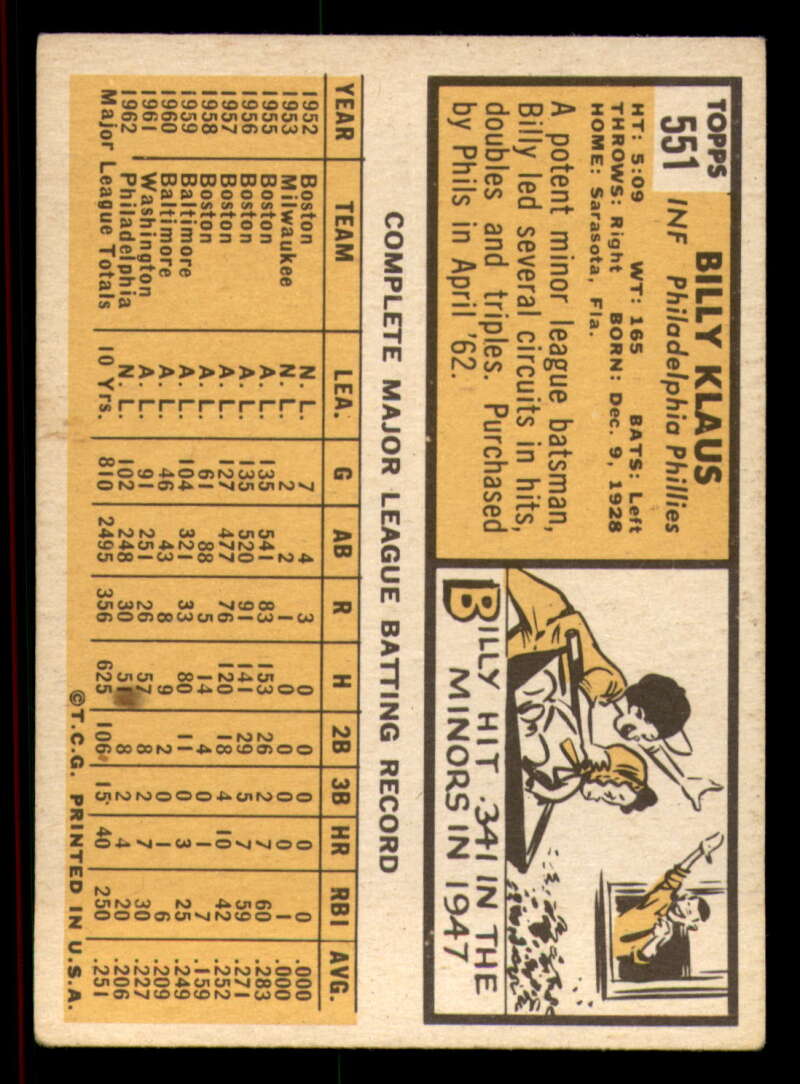 TOPPS
551
BILLY KLAUS
INF Philadelphia Phillies
HT: 5:09 WT: 165 BATS: Left
THROWS: Right BORN: Dec. 9, 1928
HOME: Sarasota, Fla.
A potent minor league batsman,
Billy led several circuits in hits,
doubles and triples. Purchased
by Phils in April '62.
BILLY HIT .341 IN THE
MINORS IN 1947
COMPLETE MAJOR LEAGUE BATTING RECORD
YEAR TEAM LEA. G AB R H 2B 3B HR RBI AVG.
1952 Boston N. L. 7 4 3 0 0 0 0 0 .000
1953 Milwaukee N. L. 2 2 1 0 0 0 0 1 .000
1955 Boston A. L. 135 541 83 153 26 2 7 60 .283
1956 Boston A. L. 135 520 91 141 29 5 7 59 .271
1957 Boston A. L. 127 477 76 120 18 4 10 42 .252
1958 Boston A. L. 61 88 5 14 4 0 1 7 .159
1959 Baltimore A. L. 104 321 33 80 11 0 3 25 .249
1960 Baltimore A. L. 46 43 8 9 2 0 1 6 .209
1961 Washington A. L. 91 251 26 57 8 2 7 30 .227
1962 Philadelphia N. L. 102 248 30 51 8 2 4 20 .206
Major League Totals 10 Yrs. 810 2495 356 625 106 15 40 250 .251
©T.C.G. PRINTED IN U.S.A.